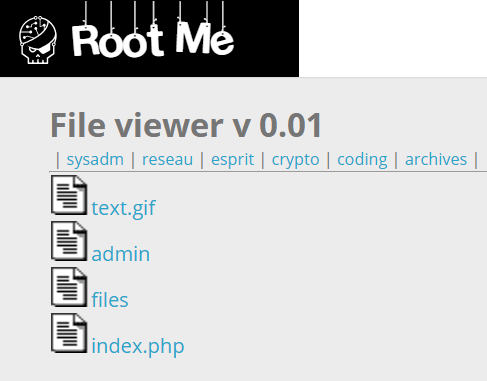 Root Me
File viewer v 0.01
| sysadm | reseau | esprit | crypto | coding | archives |
text.gif
admin
files
index.php